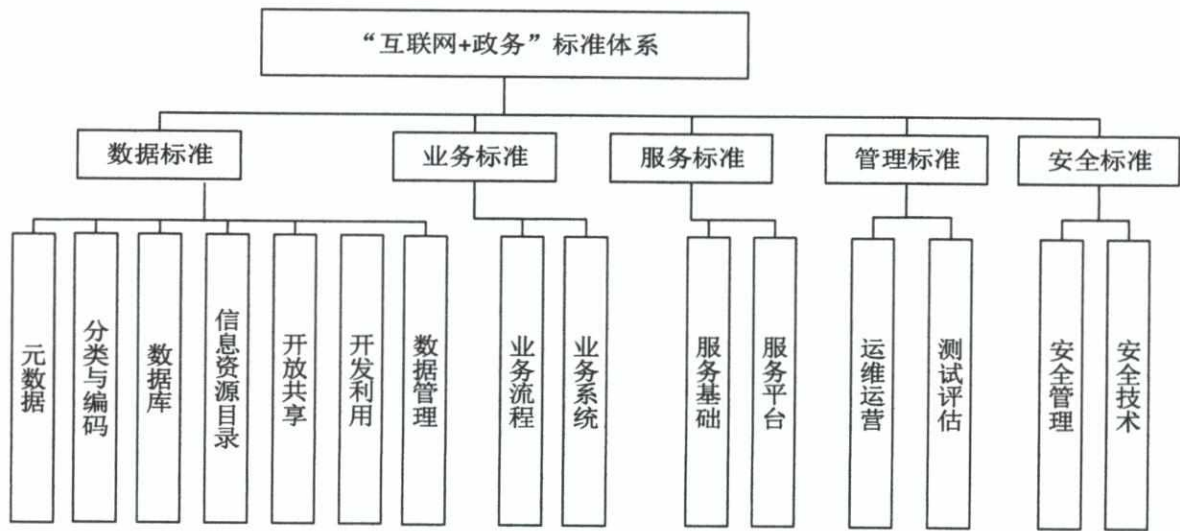 “互联网+政务”标准体系
数据标准
业务标准
服务标准
管理标准
安全标准
元数据
分类与编码
数据库
信息资源目录
开放共享
开发利用
数据管理
业务流程
业务系统
服务基础
服务平台
运维运营
测试评估
安全管理
安全技术